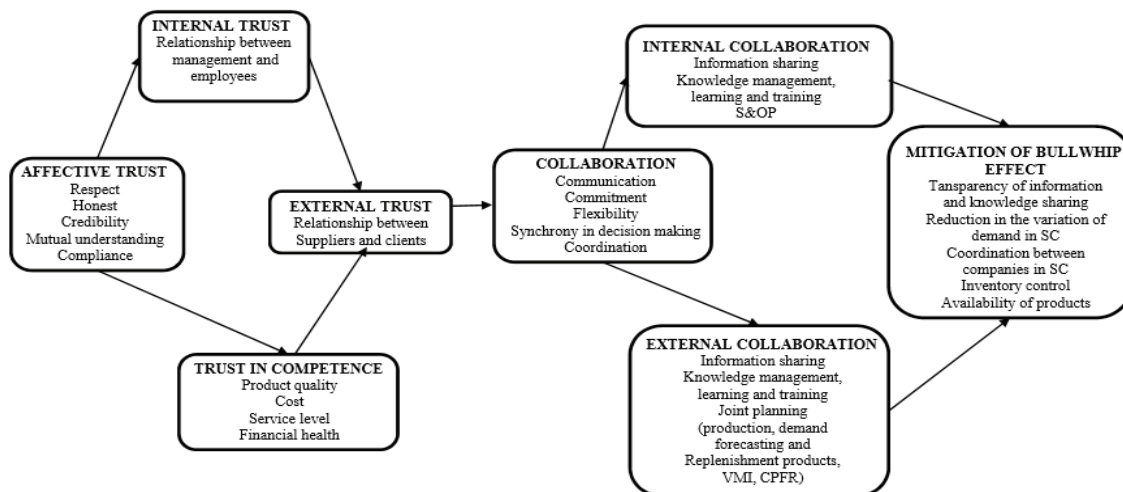 INTERNAL TRUST
Relationship between
management and
employees
AFFECTIVE TRUST
Respect
Honest
Credibility
Mutual understanding
Compliance
TRUST IN COMPETENCE
Product quality
Cost
Service level
Financial health
EXTERNAL TRUST
Relationship between
Suppliers and clients
COLLABORATION
Communication
Commitment
Flexibility
Synchrony in decision making
Coordination
INTERNAL COLLABORATION
Information sharing
Knowledge management,
learning and training
S&OP
EXTERNAL COLLABORATION
Information sharing
Knowledge management,
learning and training
Joint planning
(production, demand
forecasting and
Replenishment products,
VMI, CPFR)
MITIGATION OF BULLWHIP
EFFECT
Tansparency of information
and knowledge sharing
Reduction in the variation of
demand in SC
Coordination between
companies in SC
Inventory control
Availability of products